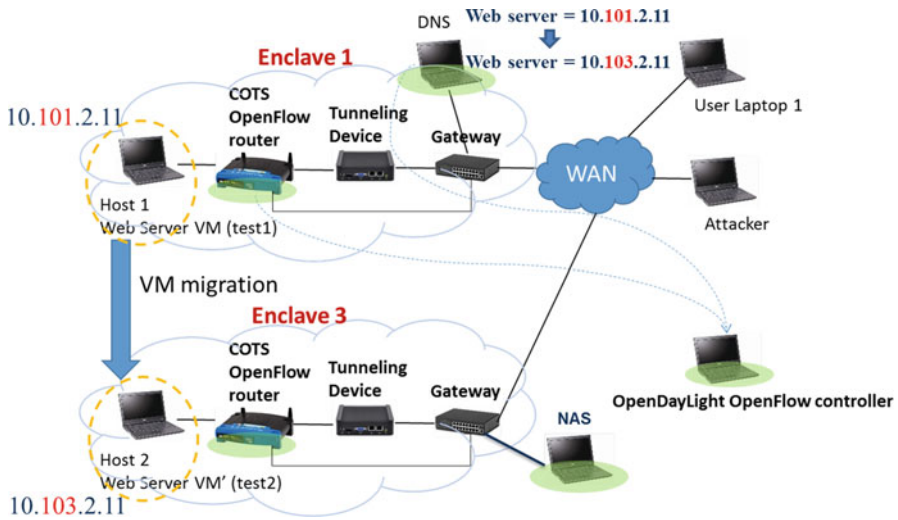 DNS
Web server = 10.101.2.11
Web server = 10.103.2.11
Enclave 1
10.101.2.11
COTS
OpenFlow
router
Tunneling
Device
Gateway
WAN
User Laptop 1
Attacker
Host 1
Web Server VM (test1)
VM migration
Enclave 3
COTS
OpenFlow
router
Tunneling
Device
Gateway
OpenDayLight OpenFlow controller
NAS
Host 2
Web Server VM' (test2)
10.103.2.11